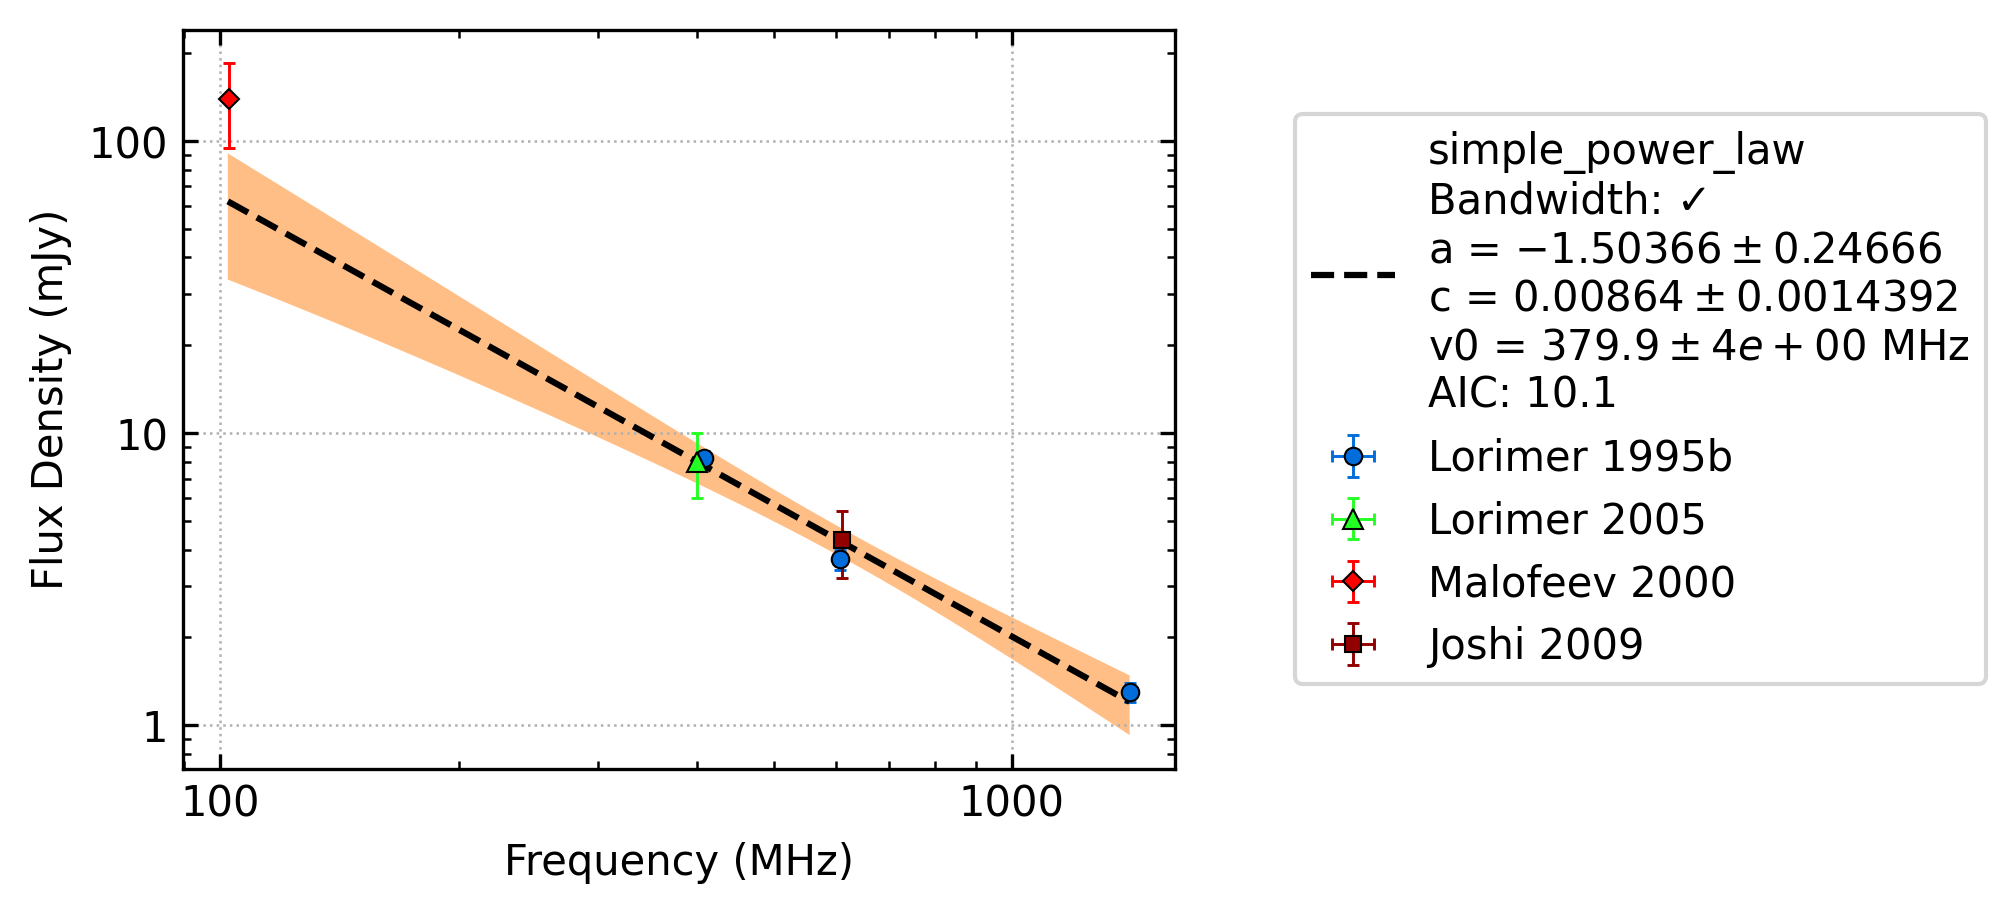 Flux Density (mJy)
100
10
1
100
1000
Frequency (MHz)
simple_power_law
Bandwidth: ✓
a = −1.50366 ± 0.24666
c = 0.00864 ± 0.0014392
v0 = 379.9 ± 4e + 00 MHz
AIC: 10.1
Lorimer 1995b
Lorimer 2005
Malofeev 2000
Joshi 2009